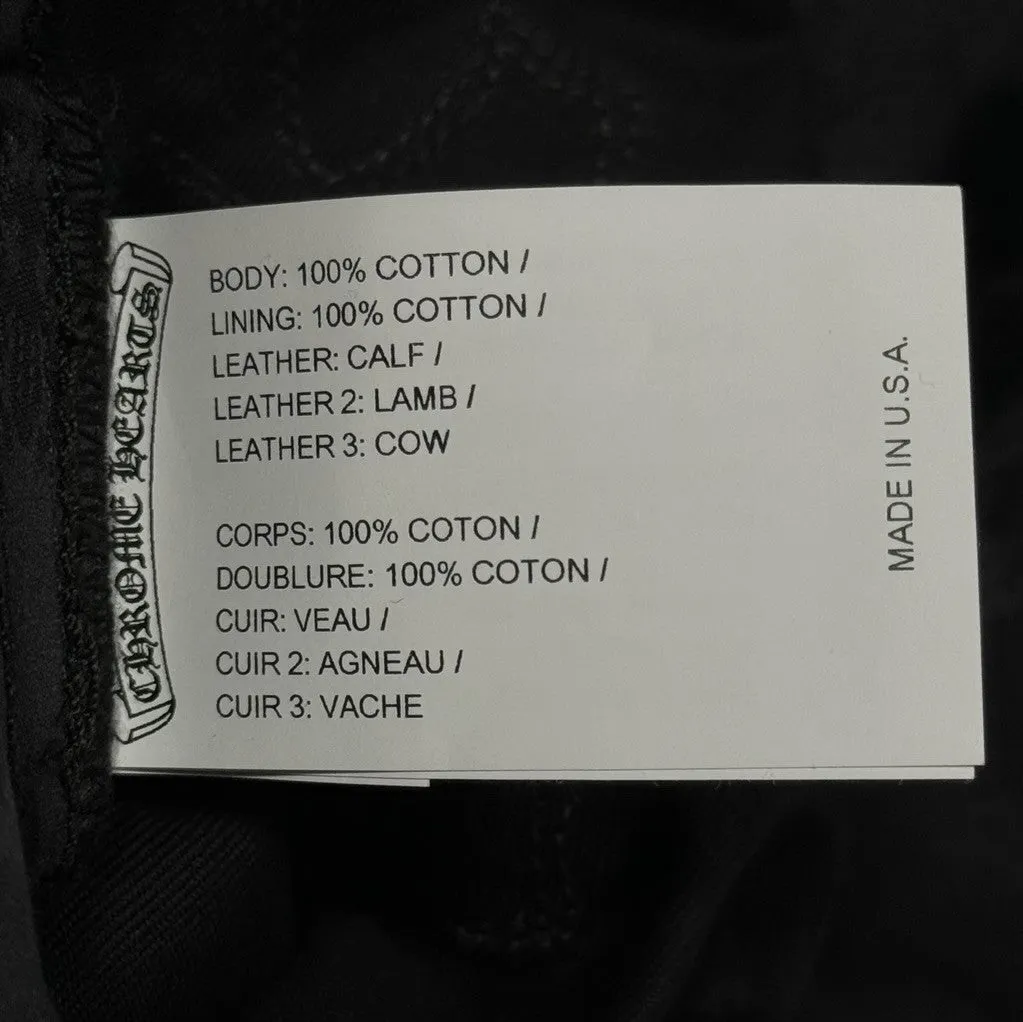 CHROME HEARTS
BODY: 100% COTTON /
LINING: 100% COTTON /
LEATHER: CALF /
LEATHER 2: LAMB /
LEATHER 3: COW
CORPS: 100% COTON /
DOUBLURE: 100% COTON /
CUIR: VEAU /
CUIR 2: AGNEAU /
CUIR 3: VACHE
MADE IN U.S.A.